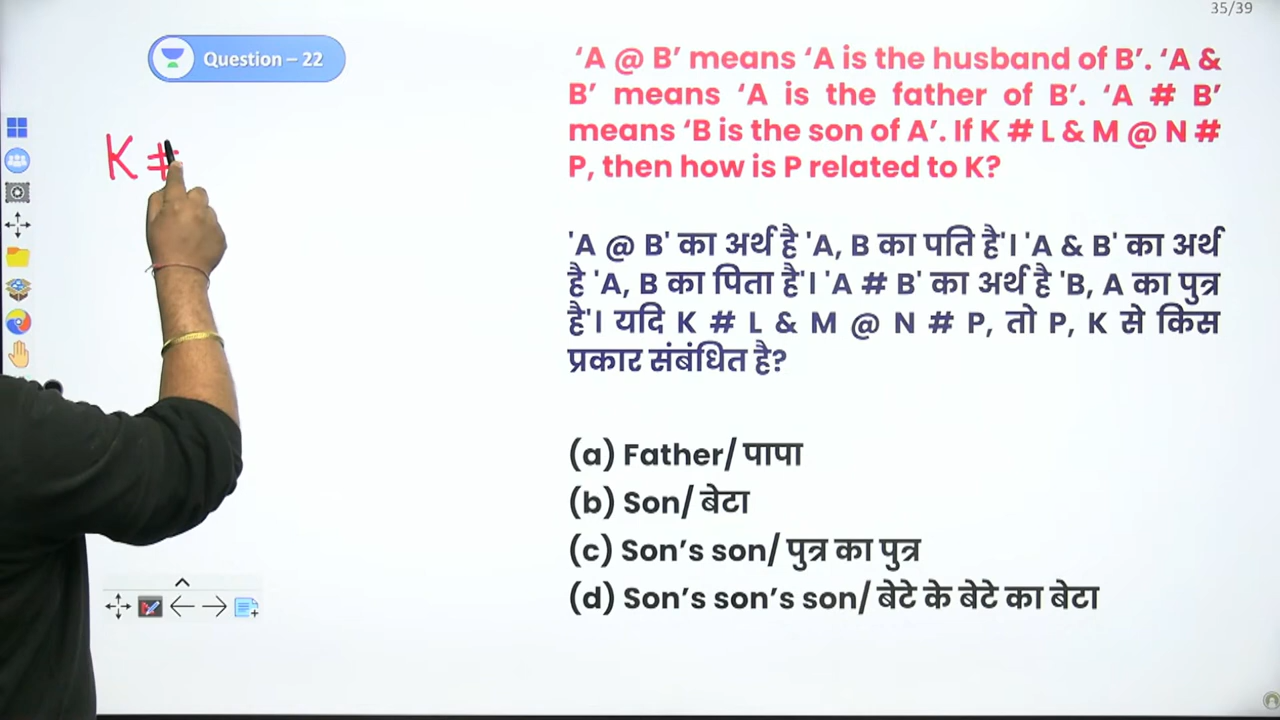 35/39
Question – 22
K #
‘A @ B’ means ‘A is the husband of B’. ‘A &
B’ means ‘A is the father of B’. ‘A # B’
means ‘B is the son of A’. If K # L & M @ N #
P, then how is P related to K?
'A @ B' का अर्थ है 'A, B का पति है'। 'A & B' का अर्थ
है 'A, B का पिता है'। 'A # B' का अर्थ है 'B, A का पुत्र
है'। यदि K # L & M @ N # P, तो P, K से किस
प्रकार संबंधित है?
(a) Father/ पापा
(b) Son/ बेटा
(c) Son’s son/ पुत्र का पुत्र
(d) Son’s son’s son/ बेटे के बेटे का बेटा